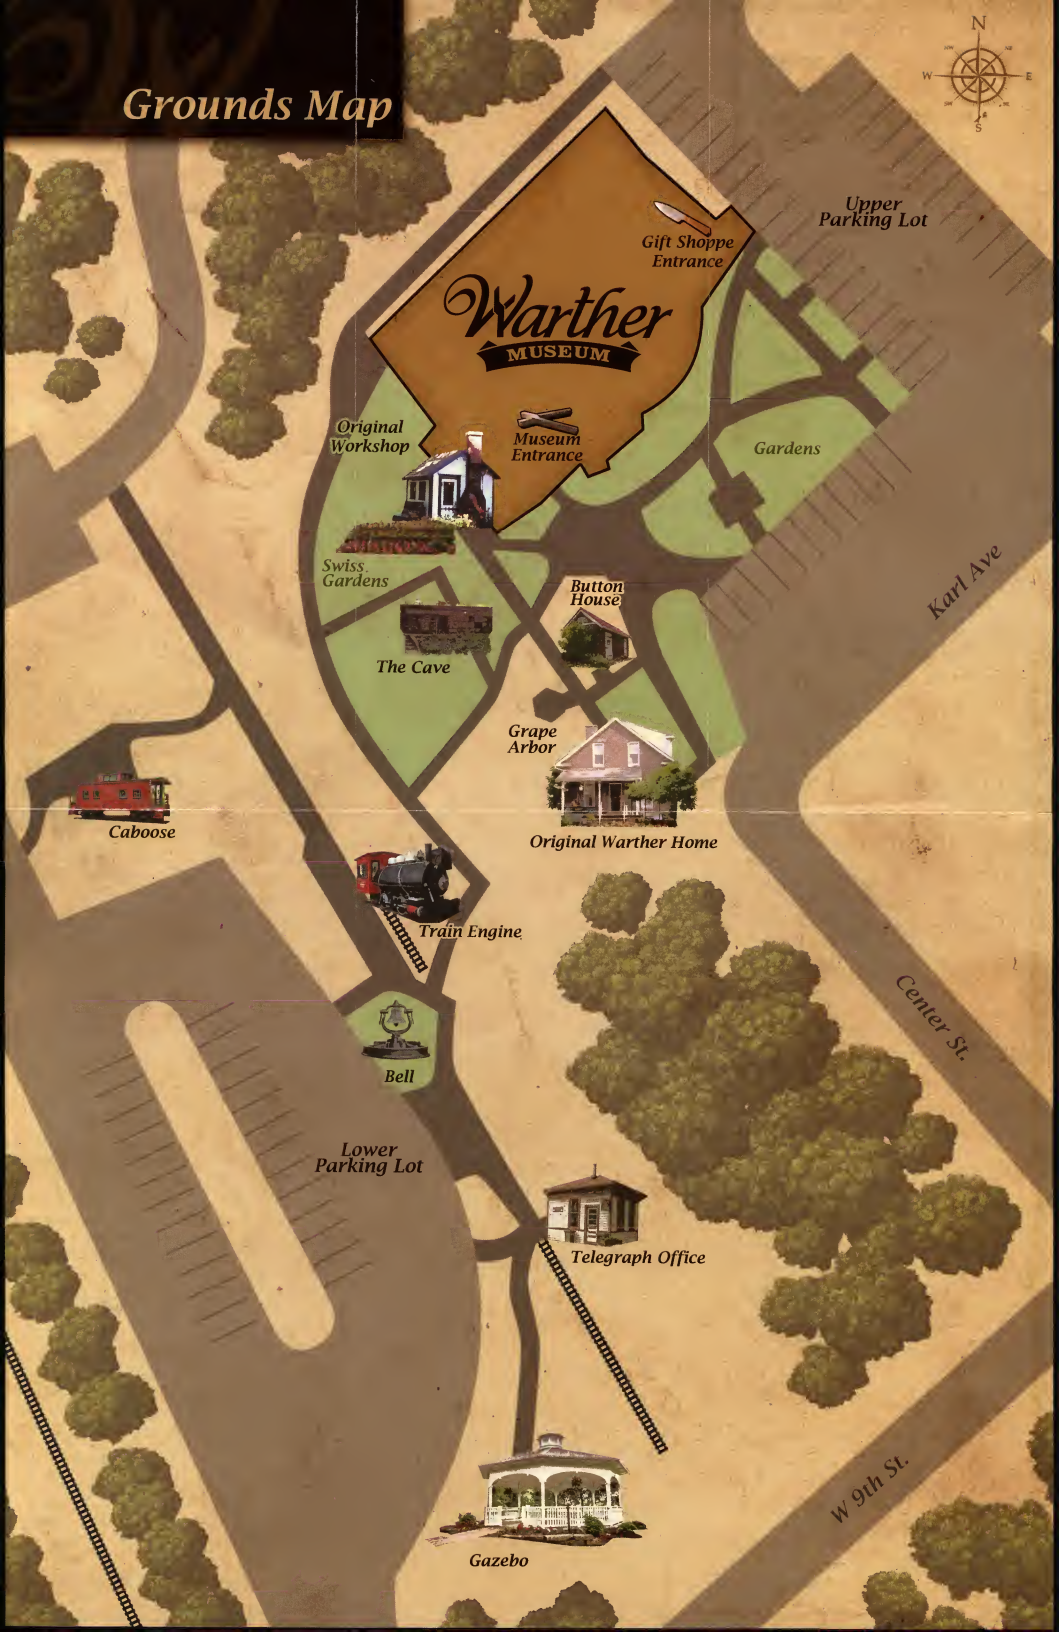 Grounds Map
N
W
E
S
Upper
Parking Lot
Gift Shoppe
Entrance
Warther
MUSEUM
Original
Workshop
Museum
Entrance
Gardens
Swiss
Gardens
Button
House
Karl Ave
The Cave
Grape
Arbor
Caboose
Original Warther Home
Train Engine
Center St.
Bell
Lower
Parking Lot
Telegraph Office
W 9th St.
Gazebo